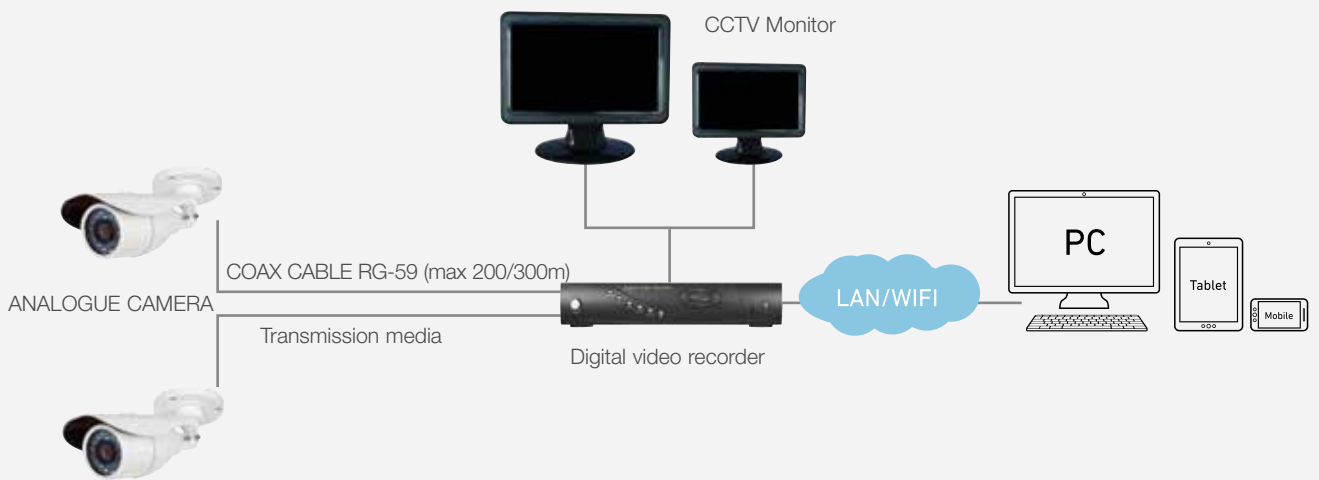 CCTV Monitor
COAX CABLE RG-59 (max 200/300m)
ANALOGUE CAMERA
Transmission media
Digital video recorder
LAN/WIFI
PC
Tablet
Mobile